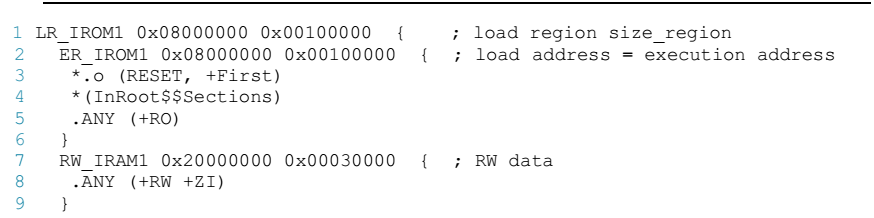 1 LR_IROM1 0x08000000 0x00100000  {    ; load region size_region
2   ER_IROM1 0x08000000 0x00100000  {  ; load address = execution address
3    *.o (RESET, +First)
4    *(InRoot$$Sections)
5    .ANY (+RO)
6   }
7   RW_IRAM1 0x20000000 0x00030000  {  ; RW data
8    .ANY (+RW +ZI)
9   }